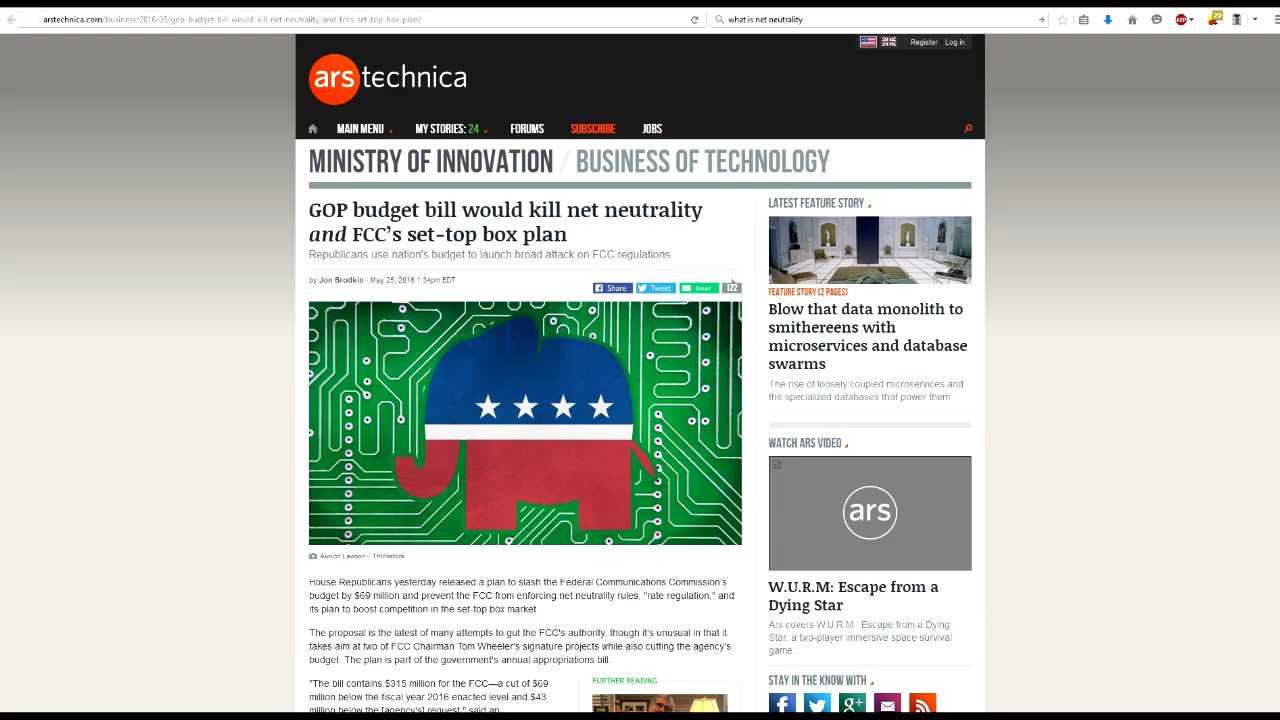 arstechnica.com/business/2016/05/gop-budget-bill-would-kill-net-neutrality-and-fccs-set-top-box-plan/
what is net neutrality
ABP
20
Register Log in
ars technica
MAIN MENU MY STORIES: 24 FORUMS SUBSCRIBE JOBS
MINISTRY OF INNOVATION / BUSINESS OF TECHNOLOGY
GOP budget bill would kill net neutrality
and FCC's set-top box plan
Republicans use nation's budget to launch broad attack on FCC regulations
by Jon Brodkin - May 25, 2016 1:34pm EDT
Share Tweet Email 122
Aurich Lawson / Thinkstock
House Republicans yesterday released a plan to slash the Federal Communications Commission's
budget by $69 million and prevent the FCC from enforcing net neutrality rules, "rate regulation," and
its plan to boost competition in the set-top box market
The proposal is the latest of many attempts to gut the FCC's authority, though it's unusual in that it
takes aim at two of FCC Chairman Tom Wheeler's signature projects while also cutting the agency's
budget. The plan is part of the government's annual appropriations bill.
"The bill contains $315 million for the FCC—a cut of $69
million below the fiscal year 2016 enacted level and $43
million below the [agency's] request," said an
FURTHER READING
LATEST FEATURE STORY
FEATURE STORY (2 PAGES)
Blow that data monolith to
smithereens with
microservices and database
swarms
The rise of loosely coupled microservices and
the specialized databases that power them.
WATCH ARS VIDEO
ars
W.U.R.M: Escape from a
Dying Star
Ars covers W.U.R.M.: Escape from a Dying
Star, a two-player immersive space survival
game.
STAY IN THE KNOW WITH
f
g+